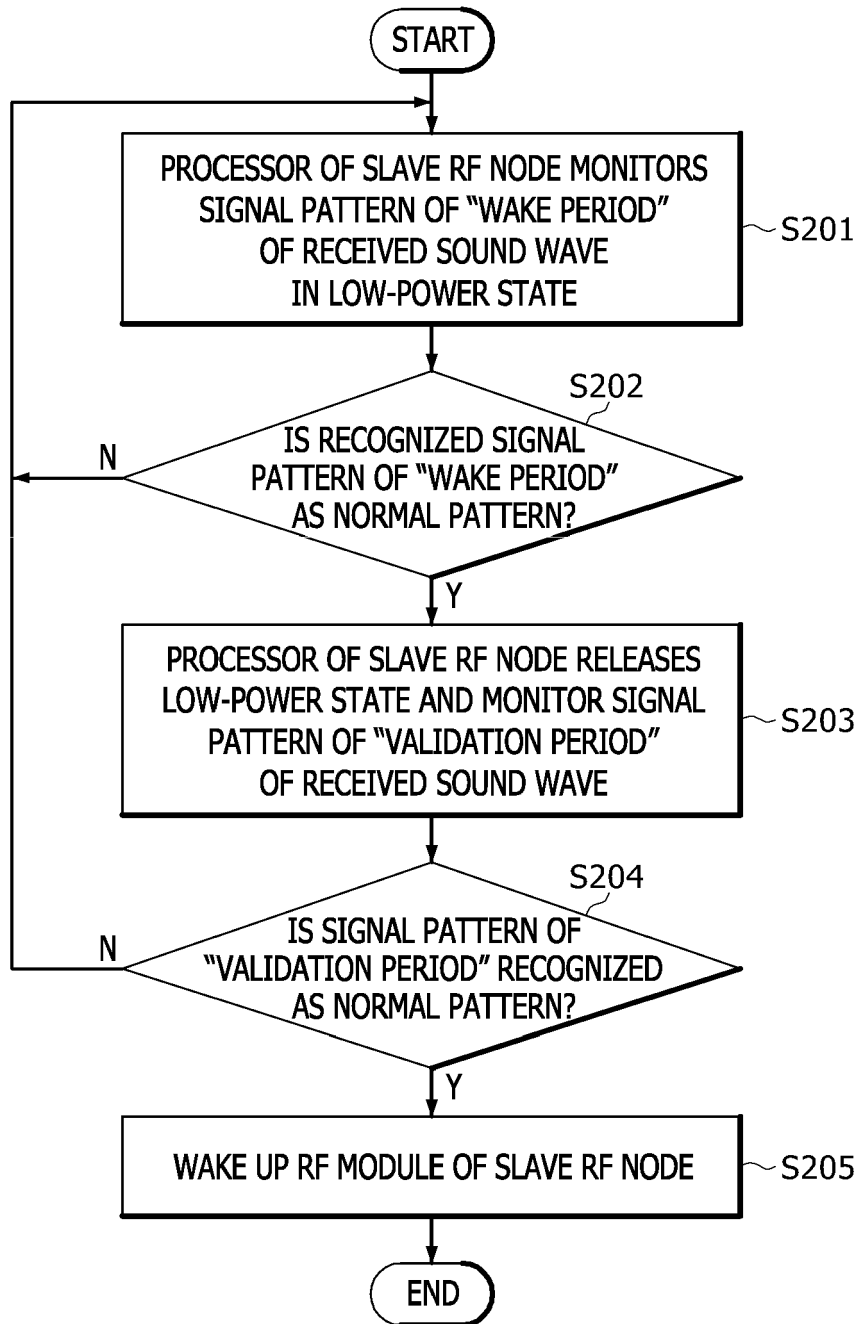 START
PROCESSOR OF SLAVE RF NODE MONITORS
SIGNAL PATTERN OF “WAKE PERIOD”
OF RECEIVED SOUND WAVE
IN LOW-POWER STATE
S201
S202
IS RECOGNIZED SIGNAL
PATTERN OF “WAKE PERIOD”
AS NORMAL PATTERN?
N
Y
PROCESSOR OF SLAVE RF NODE RELEASES
LOW-POWER STATE AND MONITOR SIGNAL
PATTERN OF “VALIDATION PERIOD”
OF RECEIVED SOUND WAVE
S203
S204
IS SIGNAL PATTERN OF
“VALIDATION PERIOD” RECOGNIZED
AS NORMAL PATTERN?
N
Y
WAKE UP RF MODULE OF SLAVE RF NODE
S205
END